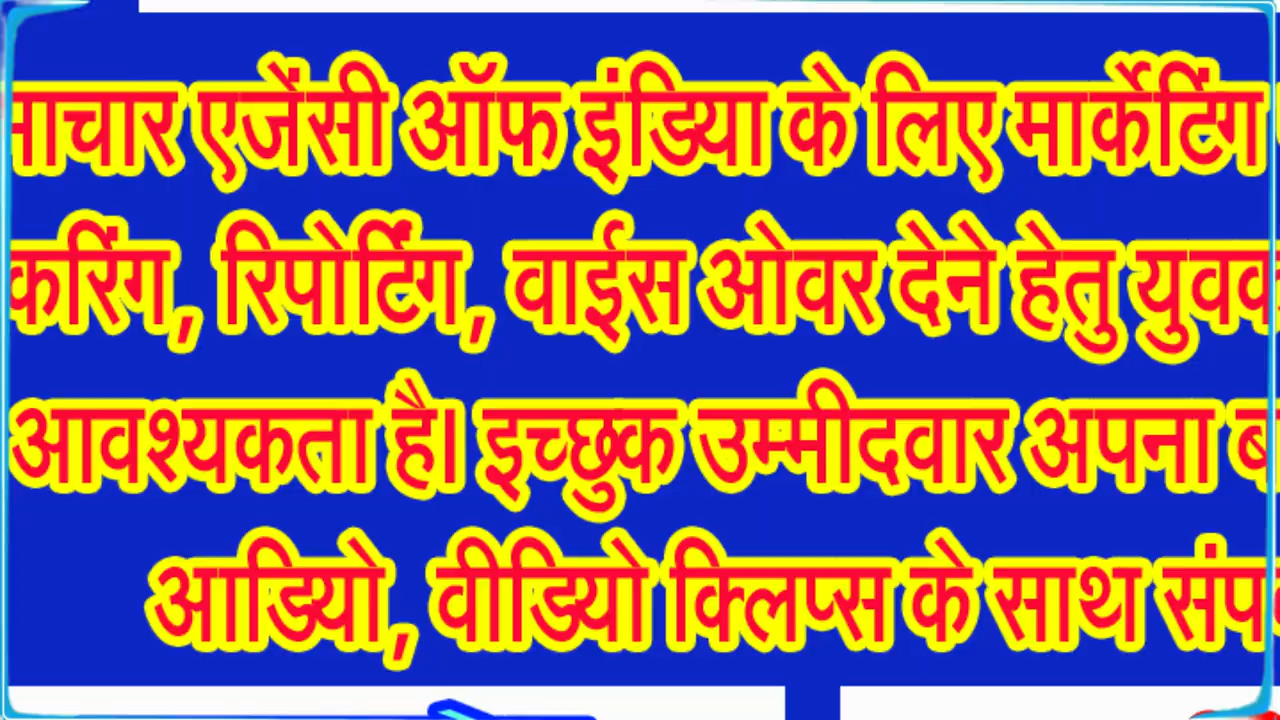 माचार एजेंसी ऑफ इंडिया के लिए मार्केटिंग
करिंग, रिपोर्टिंग, वाईस ओवर देने हेतु युवक
आवश्यकता है। इच्छुक उम्मीदवार अपना
आडियो, वीडियो क्लिप्स के साथ संप